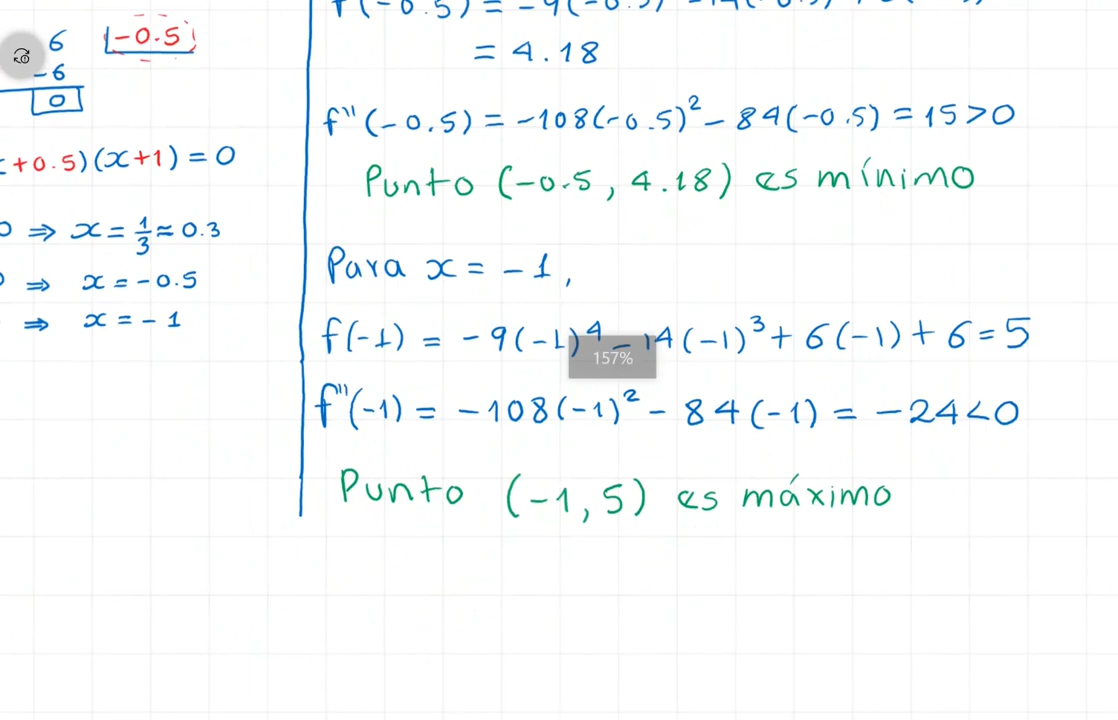 6 |-0.5
-6
0
+0.5)(x+1) = 0
⇒ x = 1/3 ≈ 0.3
⇒ x = -0.5
⇒ x = -1
= 4.18
f''(-0.5) = -108(-0.5)² - 84(-0.5) = 15 > 0
Punto (-0.5, 4.18) es mínimo
Para x = -1,
f(-1) = -9(-1)⁴ - 14(-1)³ + 6(-1) + 6 = 5
157%
f''(-1) = -108(-1)² - 84(-1) = -24 < 0
Punto (-1, 5) es máximo